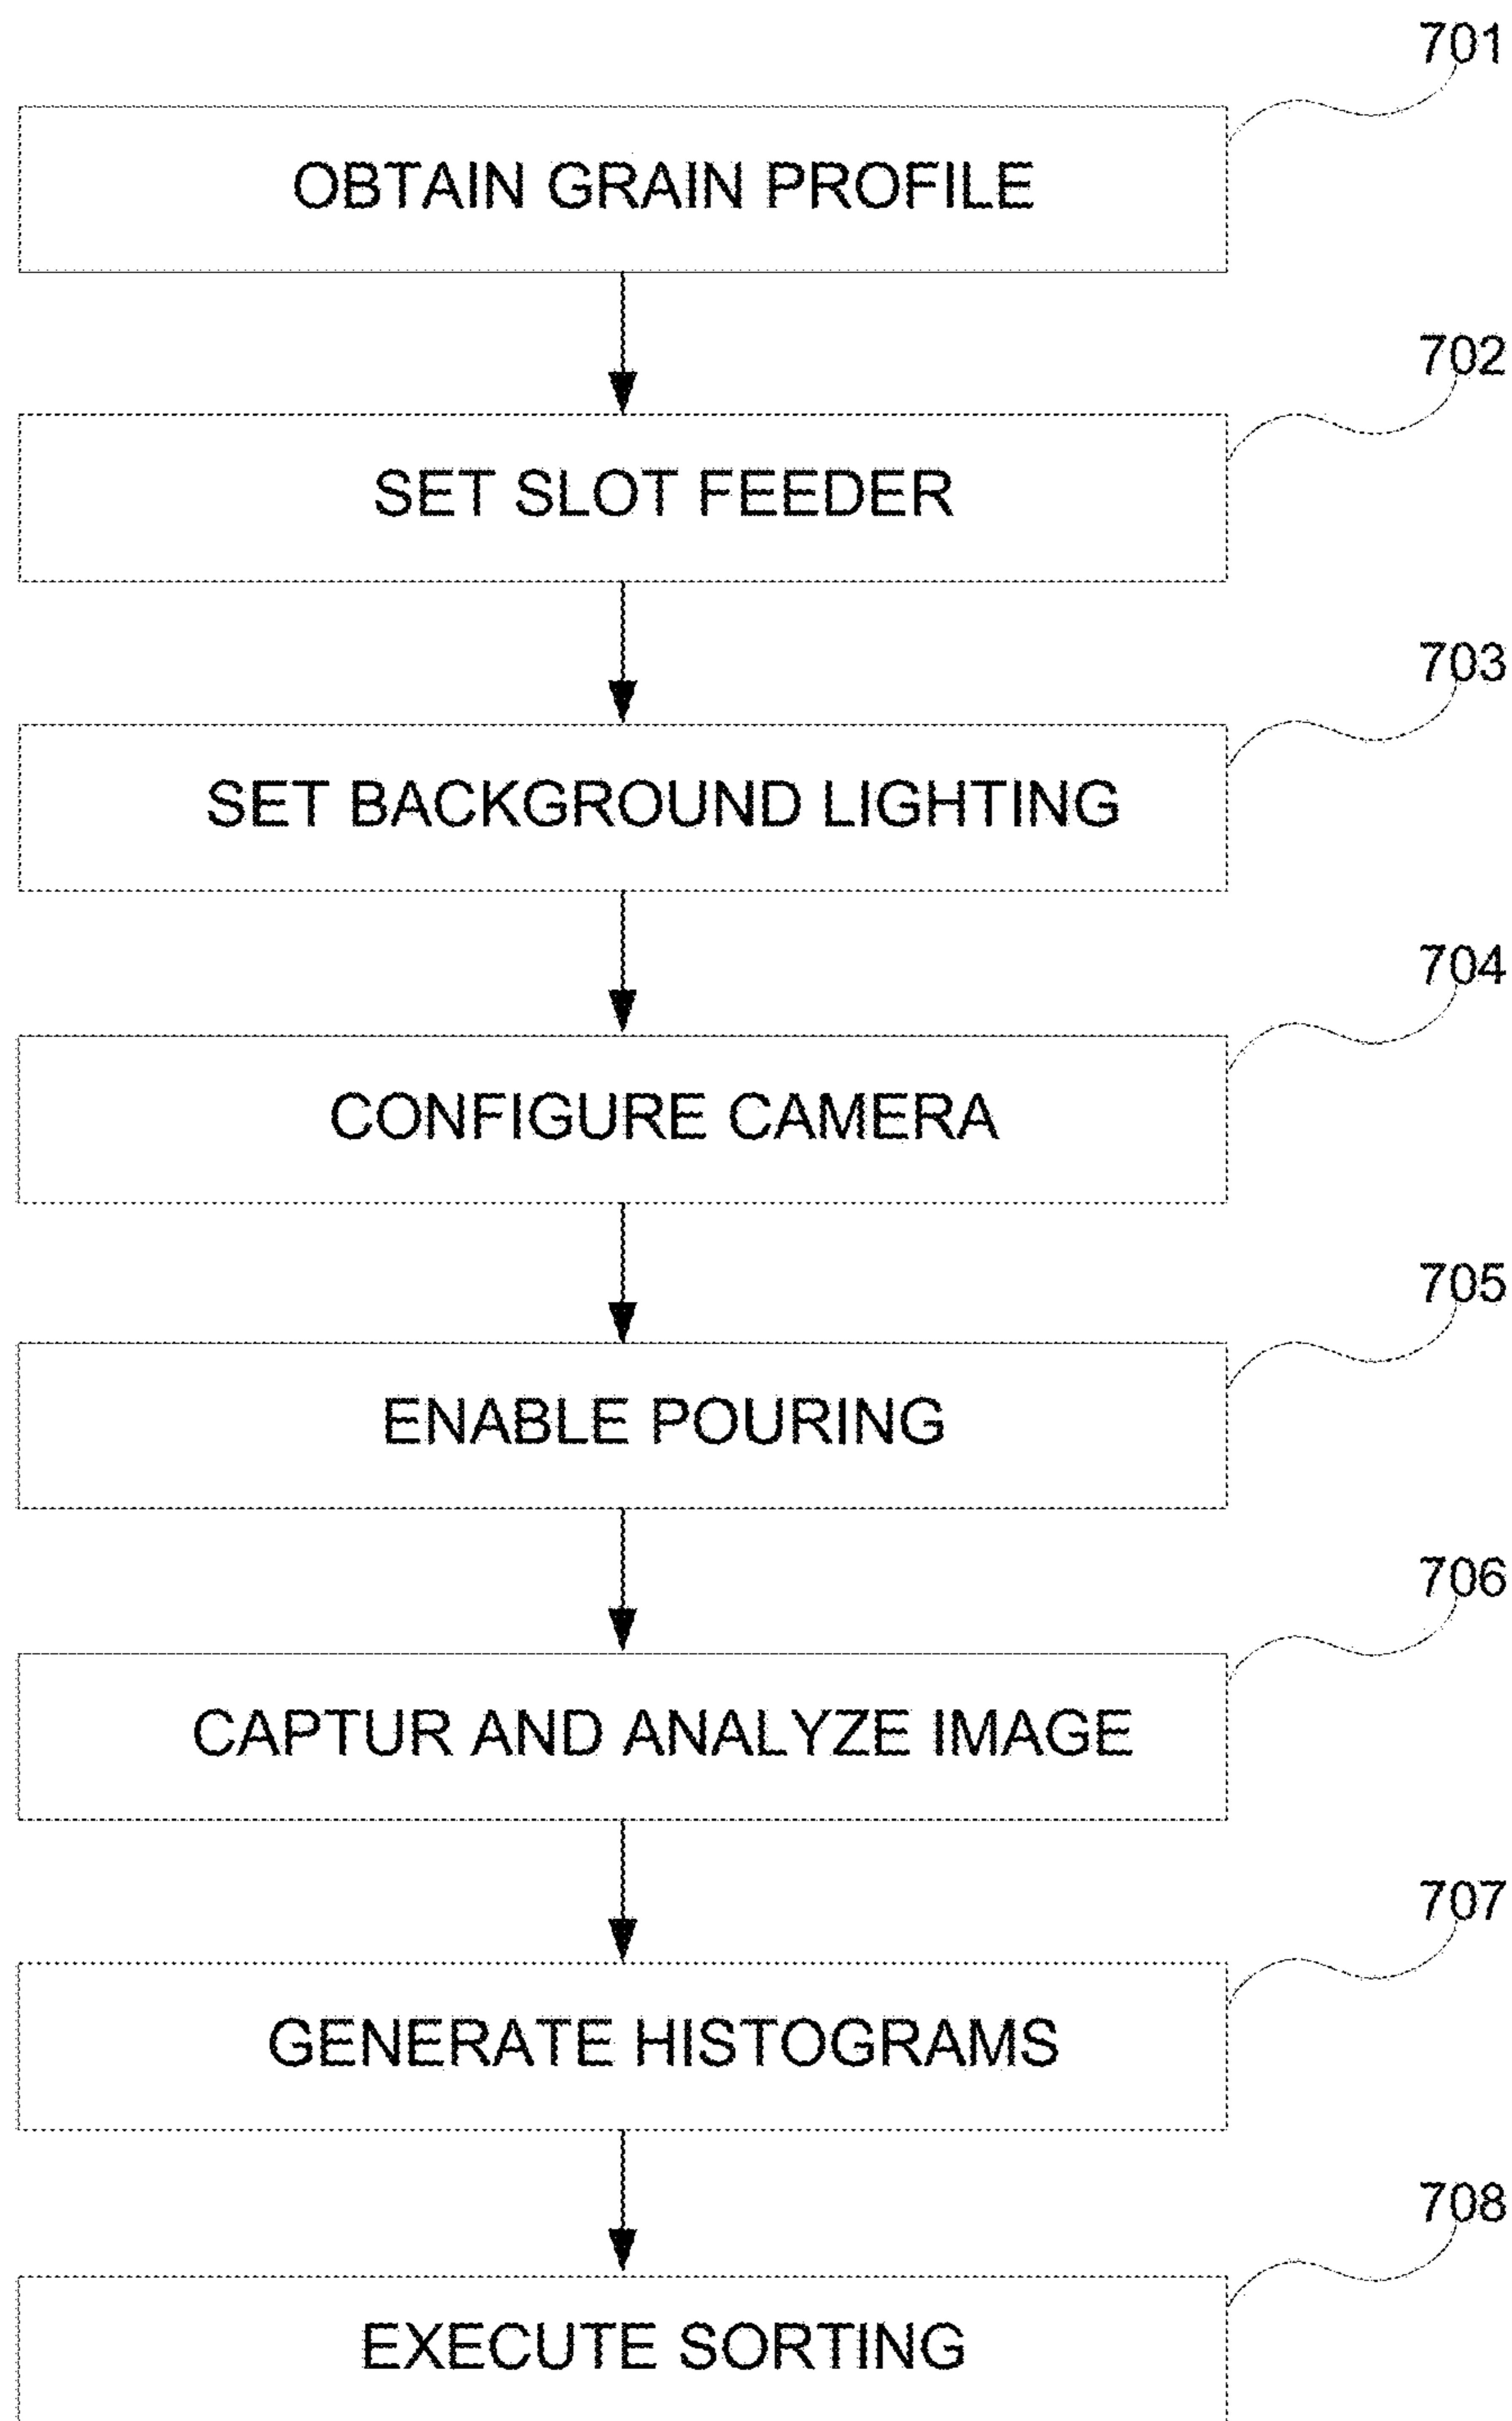 701
OBTAIN GRAIN PROFILE
702
SET SLOT FEEDER
703
SET BACKGROUND LIGHTING
704
CONFIGURE CAMERA
705
ENABLE POURING
706
CAPTUR AND ANALYZE IMAGE
707
GENERATE HISTOGRAMS
708
EXECUTE SORTING